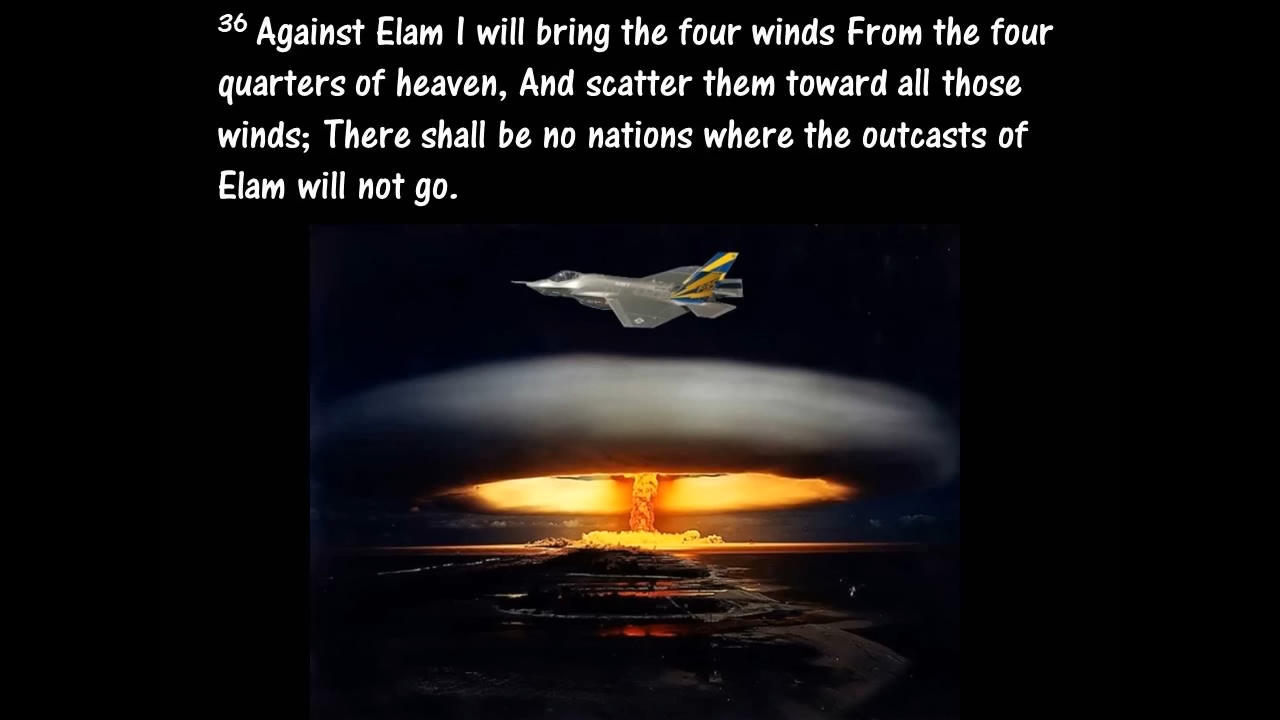 36 Against Elam I will bring the four winds From the four
quarters of heaven, And scatter them toward all those
winds; There shall be no nations where the outcasts of
Elam will not go.